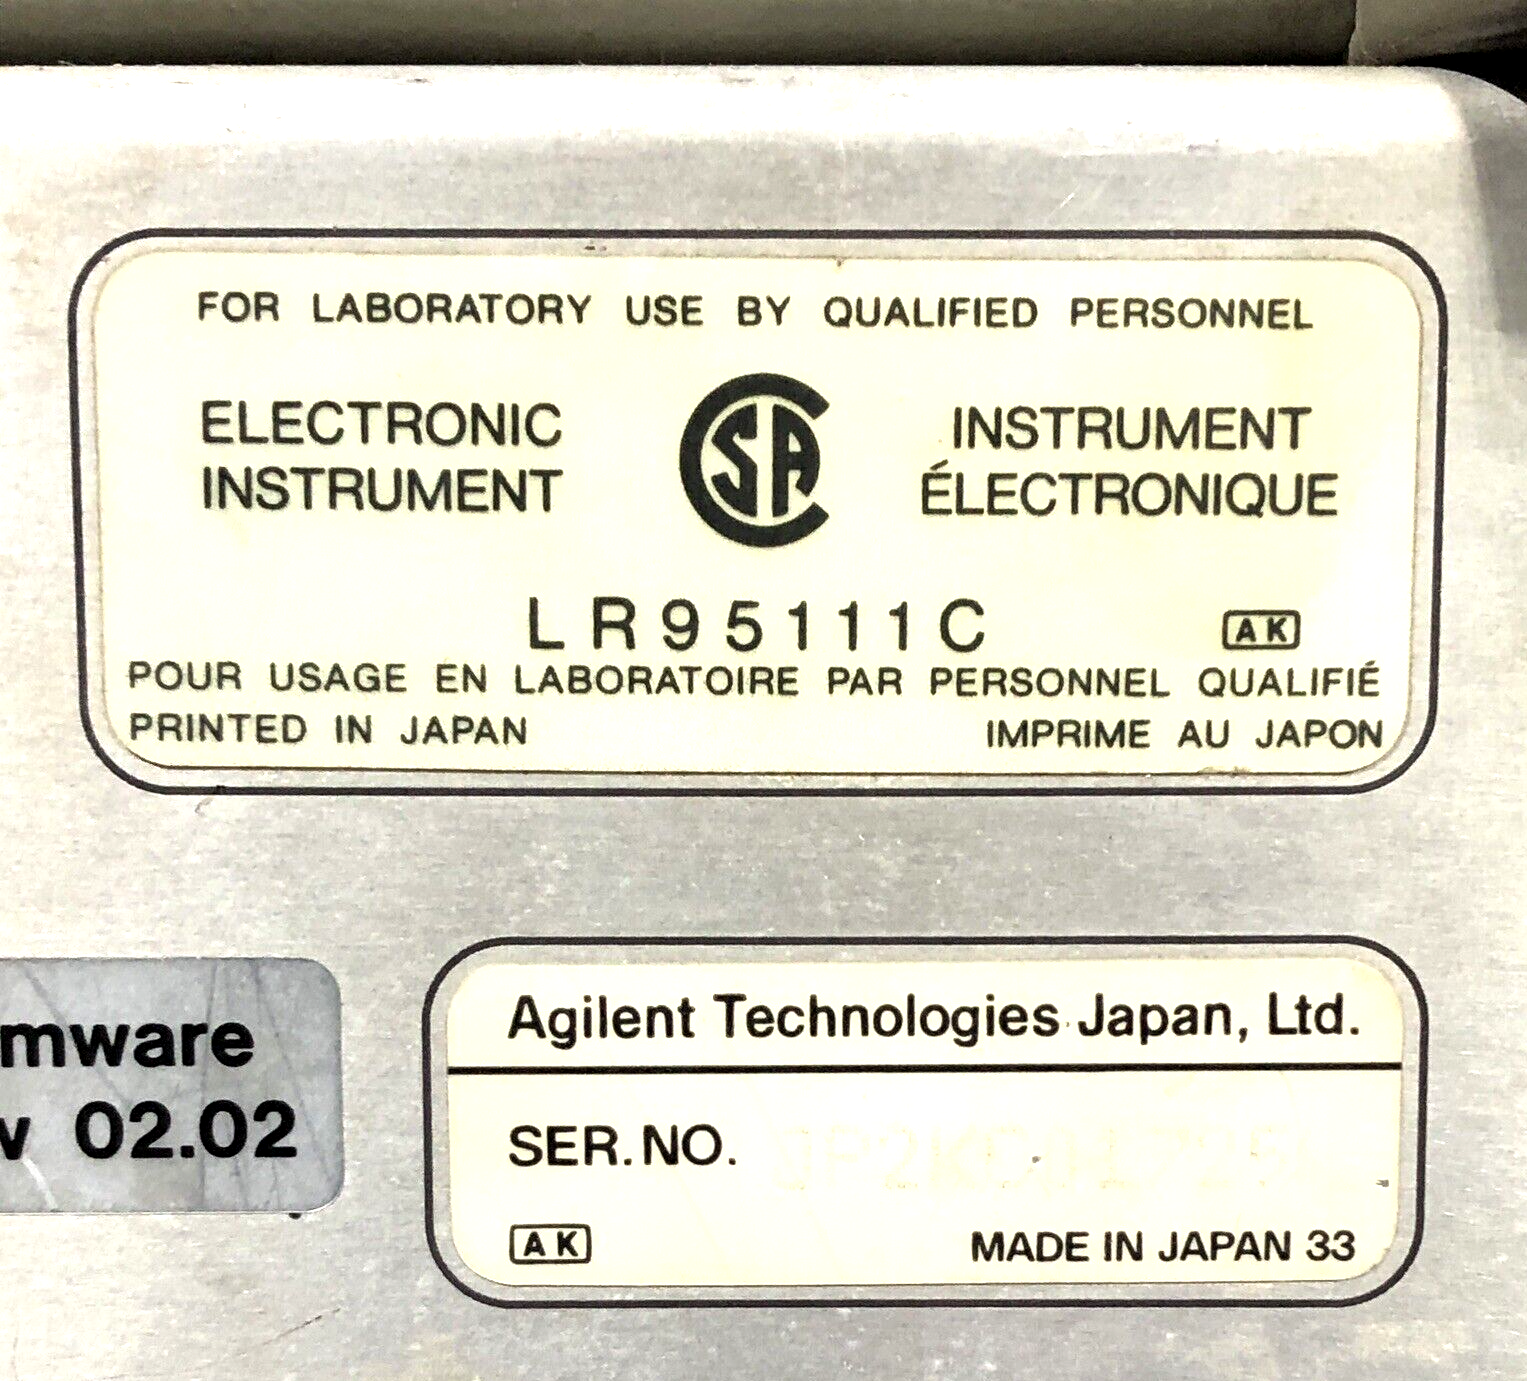 FOR LABORATORY USE BY QUALIFIED PERSONNEL
ELECTRONIC
INSTRUMENT
CSA
INSTRUMENT
ÉLECTRONIQUE
LR95111C
AK
POUR USAGE EN LABORATOIRE PAR PERSONNEL QUALIFIÉ
PRINTED IN JAPAN
IMPRIME AU JAPON
mware
02.02
Agilent Technologies Japan, Ltd.
SER. NO.
AK
MADE IN JAPAN 33